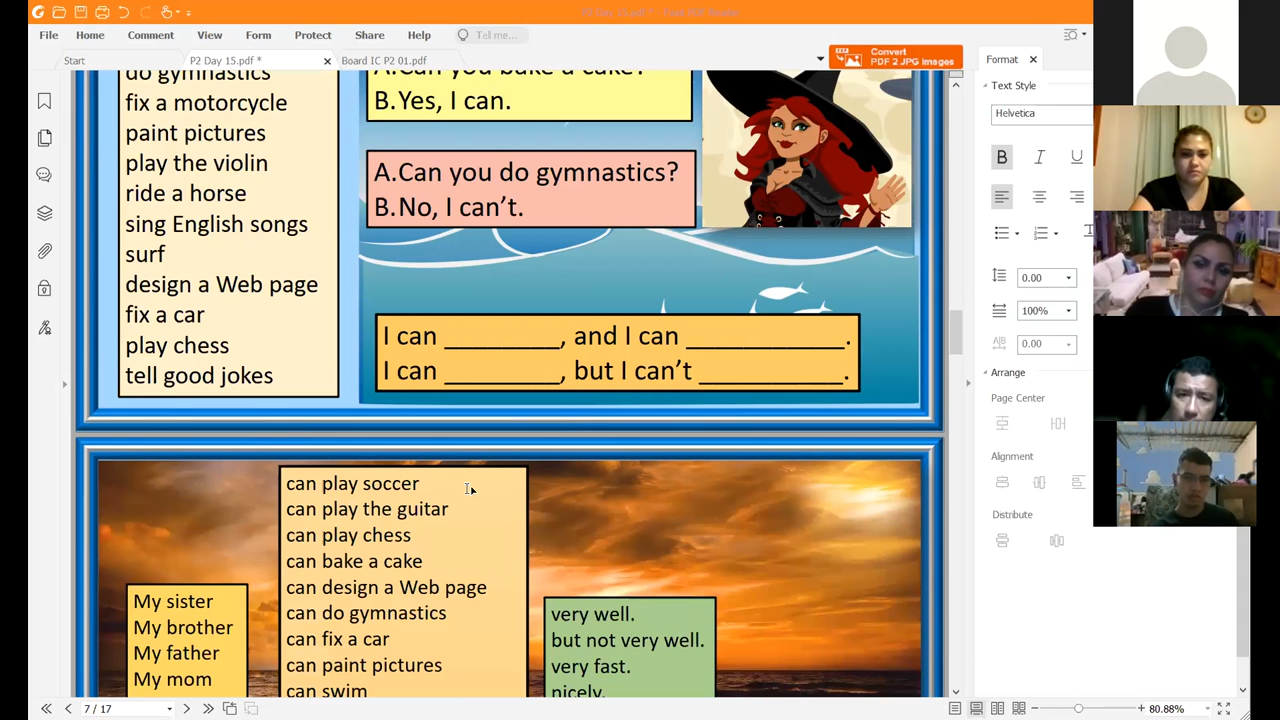 File Home Comment View Form Protect Share Help Tell me...
Convert
PDF 2 JPG Images
Start P2 Day 15.pdf * Board IC P2 01.pdf
Format
Text Style
Helvetica
B I U
0.00
100%
0.00
Arrange
Page Center
Alignment
Distribute
do gymnastics
fix a motorcycle
paint pictures
play the violin
ride a horse
sing English songs
surf
design a Web page
fix a car
play chess
tell good jokes
A.Can you bake a cake?
B.Yes, I can.
A.Can you do gymnastics?
B.No, I can't.
I can _________, and I can ____________.
I can _________, but I can't ___________.
My sister
My brother
My father
My mom
can play soccer
can play the guitar
can play chess
can bake a cake
can design a Web page
can do gymnastics
can fix a car
can paint pictures
can swim
very well.
but not very well.
very fast.
nicely.
7 / 17
80.88%